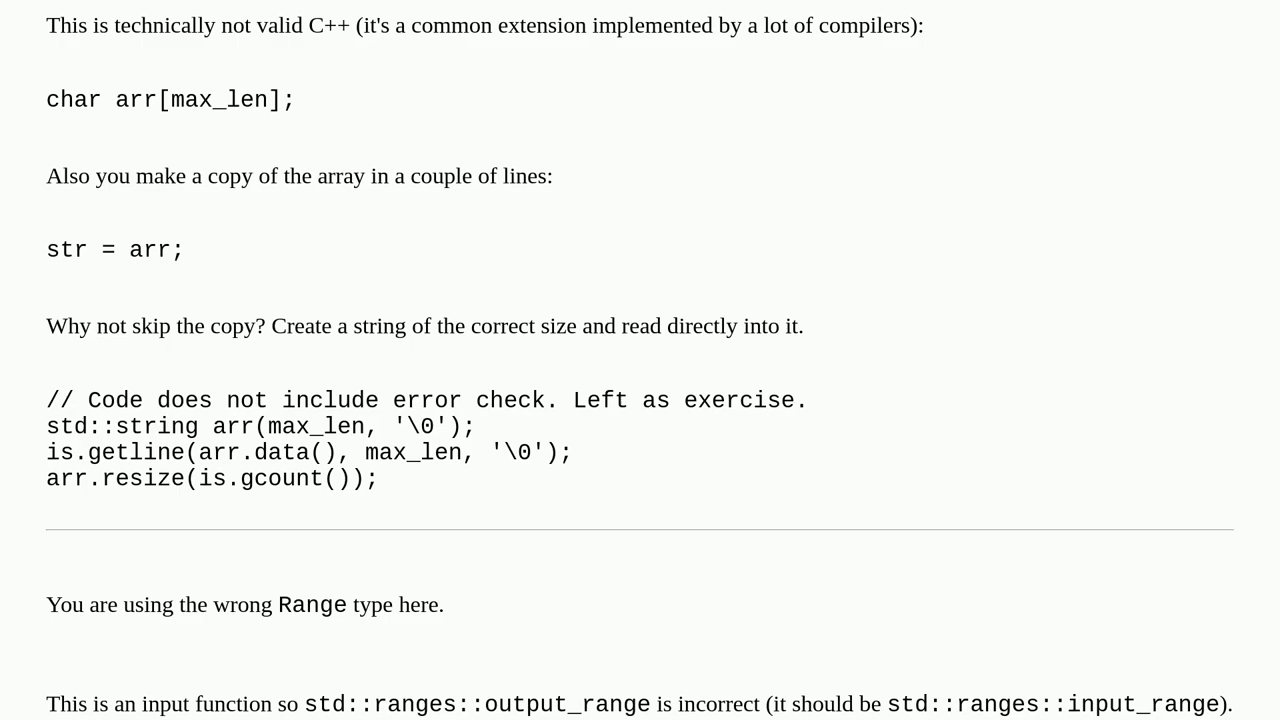 This is technically not valid C++ (it's a common extension implemented by a lot of compilers):
char arr[max_len];
Also you make a copy of the array in a couple of lines:
str = arr;
Why not skip the copy? Create a string of the correct size and read directly into it.
// Code does not include error check. Left as exercise.
std::string arr(max_len, '\0');
is.getline(arr.data(), max_len, '\0');
arr.resize(is.gcount());
You are using the wrong Range type here.
This is an input function so std::ranges::output_range is incorrect (it should be std::ranges::input_range).